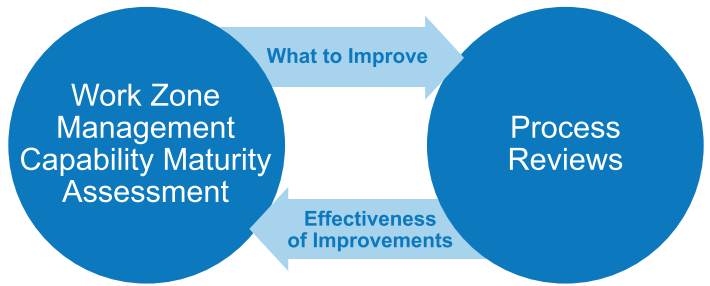 Work Zone
Management
Capability Maturity
Assessment
What to Improve
Process
Reviews
Effectiveness
of Improvements